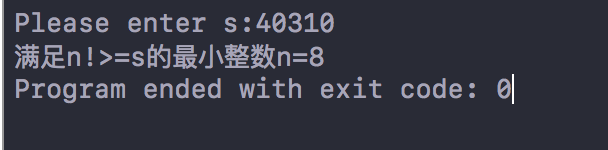 Please enter s:40310
满足n!>=s的最小整数n=8
Program ended with exit code: 0